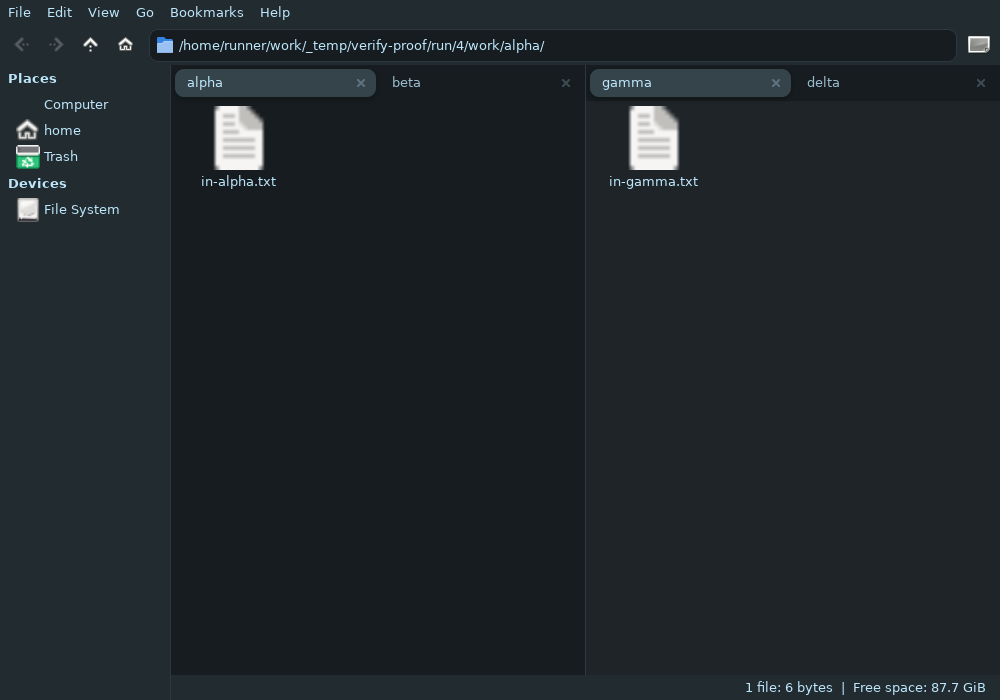 File Edit View Go Bookmarks Help
/home/runner/work/_temp/verify-proof/run/4/work/alpha/
Places
Computer
home
Trash
Devices
File System
alpha beta
in-alpha.txt
gamma delta
in-gamma.txt
1 file: 6 bytes | Free space: 87.7 GiB